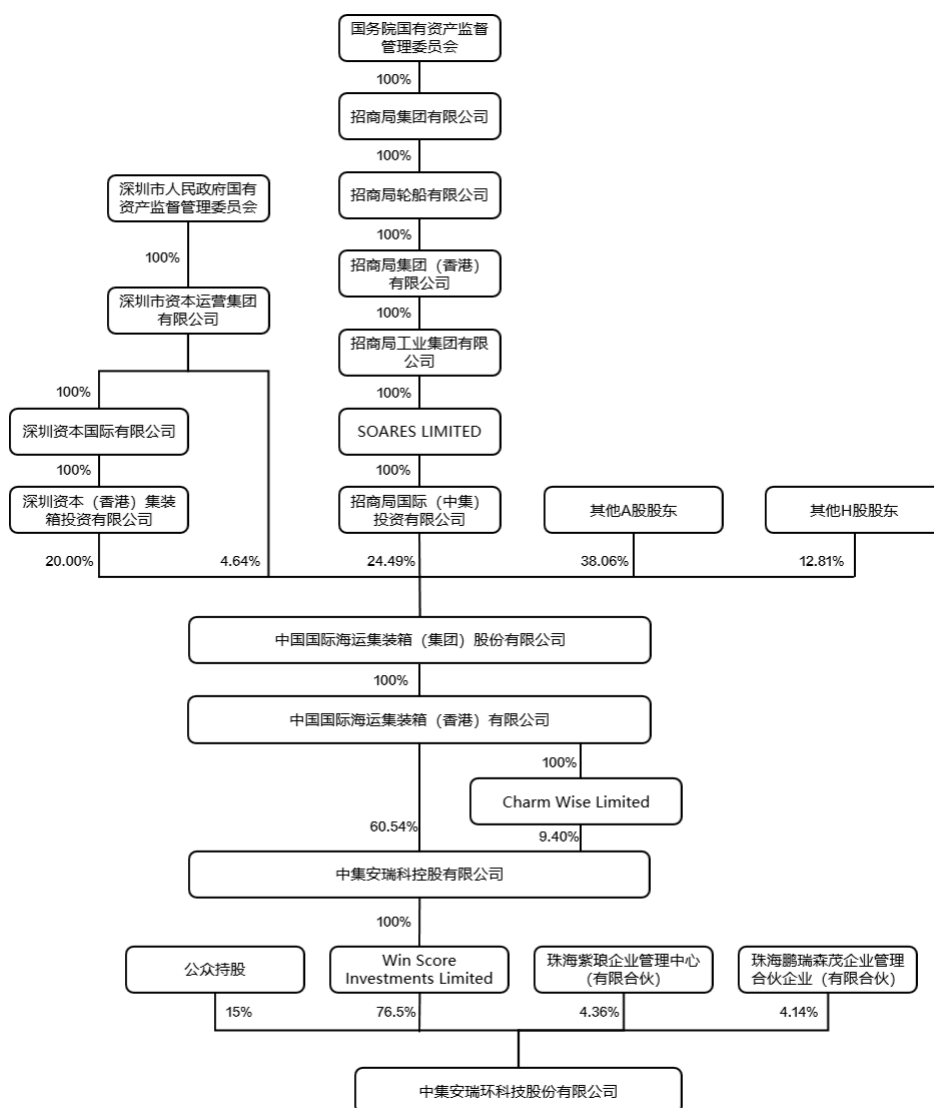 国务院国有资产监督
管理委员会
100%
招商局集团有限公司
100%
深圳市人民政府国有
资产监督管理委员会
招商局轮船有限公司
100%
100%
招商局集团（香港）
有限公司
深圳市资本运营集团
有限公司
100%
招商局工业集团有限
公司
100%
100%
深圳资本国际有限公司
SOARES LIMITED
100%
100%
深圳资本（香港）集装
箱投资有限公司
招商局国际（中集）
投资有限公司
其他A股股东
其他H股股东
20.00%
4.64%
24.49%
38.06%
12.81%
中国国际海运集装箱（集团）股份有限公司
100%
中国国际海运集装箱（香港）有限公司
100%
Charm Wise Limited
60.54%
9.40%
中集安瑞科控股有限公司
100%
公众持股
Win Score
Investments Limited
珠海紫琅企业管理中心
（有限合伙）
珠海鹏瑞森茂企业管理
合伙企业（有限合伙）
15%
76.5%
4.36%
4.14%
中集安瑞环科技股份有限公司